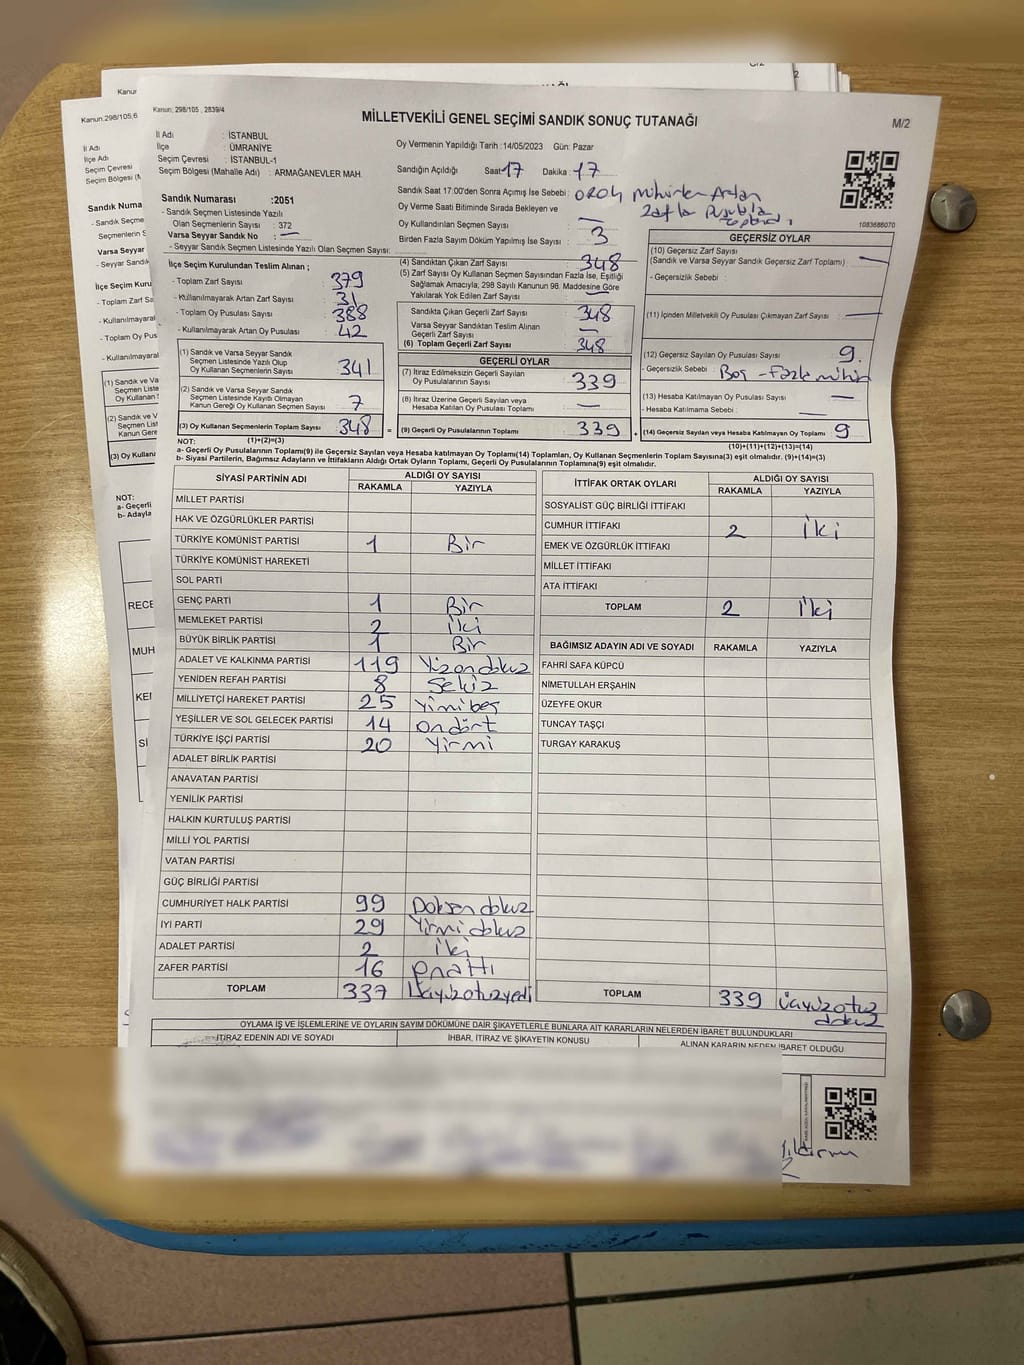 Kanun: 298/105 , 2839/4
MİLLETVEKİLİ GENEL SEÇİMİ SANDIK SONUÇ TUTANAĞI
M/2
İl Adı : İSTANBUL
İlçe : ÜMRANİYE
Seçim Çevresi : İSTANBUL-1
Seçim Bölgesi (Mahalle Adı) : ARMAĞANEVLER MAH.
Sandık Numarası :2051
- Sandık Seçmen Listesinde Yazılı
Olan Seçmenlerin Sayısı : 372
Varsa Seyyar Sandık No : —
- Seyyar Sandık Seçmen Listesinde Yazılı Olan Seçmen Sayısı:
Oy Vermenin Yapıldığı Tarih :14/05/2023 Gün: Pazar
Sandığın Açıldığı Saat 17 Dakika : 17
Sandık Saat 17:00'den Sonra Açımış İse Sebebi :
Oy Verme Saati Bitiminde Sırada Bekleyen ve
Oy Kullandırılan Seçmen Sayısı —
Birden Fazla Sayım Döküm Yapılmış İse Sayısı : 3
1083686070
İlçe Seçim Kurulundan Teslim Alınan ;
- Toplam Zarf Sayısı : 379
- Kullanılmayarak Artan Zarf Sayısı : 31
- Toplam Oy Pusulası Sayısı : 388
- Kullanılmayarak Artan Oy Pusulası : 42
(1) Sandık ve Varsa Seyyar Sandık
Seçmen Listesinde Yazılı Olup
Oy Kullanan Seçmenlerin Sayısı 341
(2) Sandık ve Varsa Seyyar Sandık
Seçmen Listesinde Kayıtlı Olmayan
Kanun Gereği Oy Kullanan Seçmen Sayısı 7
(3) Oy Kullanan Seçmenlerin Toplam Sayısı 348
(1)+(2)=(3)
(4) Sandıktan Çıkan Zarf Sayısı : 348
(5) Zarf Sayısı Oy Kullanan Seçmen Sayısından Fazla İse, Eşitliği
Sağlamak Amacıyla, 298 Sayılı Kanunun 98. Maddesine Göre
Yakılarak Yok Edilen Zarf Sayısı —
Sandıkta Çıkan Geçerli Zarf Sayısı : 348
Varsa Seyyar Sandıktan Teslim Alınan
Geçerli Zarf Sayısı —
(6) Toplam Geçerli Zarf Sayısı : 348
GEÇERLİ OYLAR
(7) İtiraz Edilmeksizin Geçerli Sayılan
Oy Pusulalarının Sayısı : 339
(8) İtiraz Üzerine Geçerli Sayılan veya
Hesaba Katılan Oy Pusulası Toplamı : —
= (9) Geçerli Oy Pusulalarının Toplamı : 339
GEÇERSİZ OYLAR
(10) Geçersiz Zarf Sayısı
(Sandık ve Varsa Seyyar Sandık Geçersiz Zarf Toplamı) : —
- Geçersizlik Sebebi :
(11) İçinden Milletvekili Oy Pusulası Çıkmayan Zarf Sayısı : —
(12) Geçersiz Sayılan Oy Pusulası Sayısı : 9.
- Geçersizlik Sebebi : Boş - Fazla mühür
(13) Hesaba Katılmayan Oy Pusulası Sayısı : —
- Hesaba Katılmama Sebebi : —
+ (14) Geçersiz Sayılan veya Hesaba Katılmayan Oy Toplamı : 9
(10)+(11)+(12)+(13)=(14)
NOT:
a- Geçerli Oy Pusulalarının Toplamı(9) ile Geçersiz Sayılan veya Hesaba katılmayan Oy Toplamı(14) Toplamları, Oy Kullanan Seçmenlerin Toplam Sayısına(3) eşit olmalıdır. (9)+(14)=(3)
b- Siyasi Partilerin, Bağımsız Adayların ve İttifakların Aldığı Ortak Oyların Toplamı, Geçerli Oy Pusulalarının Toplamına(9) eşit olmalıdır.
SİYASİ PARTİNİN ADI ALDIĞI OY SAYISI
RAKAMLA YAZIYLA
MİLLET PARTİSİ
HAK VE ÖZGÜRLÜKLER PARTİSİ
TÜRKİYE KOMÜNİST PARTİSİ 1 Bir
TÜRKİYE KOMÜNİST HAREKETİ
SOL PARTİ
GENÇ PARTİ 1 Bir
MEMLEKET PARTİSİ 2 İki
BÜYÜK BİRLİK PARTİSİ 1 Bir
ADALET VE KALKINMA PARTİSİ 119 Yüzondokuz
YENİDEN REFAH PARTİSİ 8 Sekiz
MİLLİYETÇİ HAREKET PARTİSİ 25 Yirmibeş
YEŞİLLER VE SOL GELECEK PARTİSİ 14 Ondört
TÜRKİYE İŞÇİ PARTİSİ 20 Yirmi
ADALET BİRLİK PARTİSİ
ANAVATAN PARTİSİ
YENİLİK PARTİSİ
HALKIN KURTULUŞ PARTİSİ
MİLLİ YOL PARTİSİ
VATAN PARTİSİ
GÜÇ BİRLİĞİ PARTİSİ
CUMHURİYET HALK PARTİSİ 99 Doksan dokuz
İYİ PARTİ 29 Yirmi dokuz
ADALET PARTİSİ 2 İki
ZAFER PARTİSİ 16 Onaltı
TOPLAM 337 Üçyüzotuzyedi
İTTİFAK ORTAK OYLARI ALDIĞI OY SAYISI
RAKAMLA YAZIYLA
SOSYALİST GÜÇ BİRLİĞİ İTTİFAKI
CUMHUR İTTİFAKI 2 İki
EMEK VE ÖZGÜRLÜK İTTİFAKI
MİLLET İTTİFAKI
ATA İTTİFAKI
TOPLAM 2 İki
BAĞIMSIZ ADAYIN ADI VE SOYADI RAKAMLA YAZIYLA
FAHRİ SAFA KÜPCÜ
NİMETULLAH ERŞAHİN
ÜZEYFE OKUR
TUNCAY TAŞÇI
TURGAY KARAKUŞ
TOPLAM 339 Üçyüzotuz
dokuz
OYLAMA İŞ VE İŞLEMLERİNE VE OYLARIN SAYIM DÖKÜMÜNE DAİR ŞİKAYETLERLE BUNLARA AİT KARARLARIN NELERDEN İBARET BULUNDUKLARI
İTİRAZ EDENİN ADI VE SOYADI İHBAR, İTİRAZ VE ŞİKAYETİN KONUSU ALINAN KARARIN NEDEN İBARET OLDUĞU